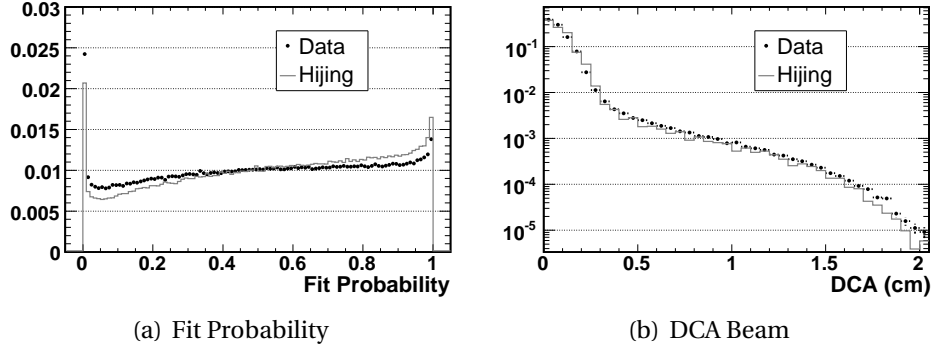 0.03
0.025
0.02
0.015
0.01
0.005
0
Data
Hijing
0 0.2 0.4 0.6 0.8 1
Fit Probability
(a) Fit Probability
10⁻¹
10⁻²
10⁻³
10⁻⁴
10⁻⁵
Data
Hijing
0 0.5 1 1.5 2
DCA (cm)
(b) DCA Beam